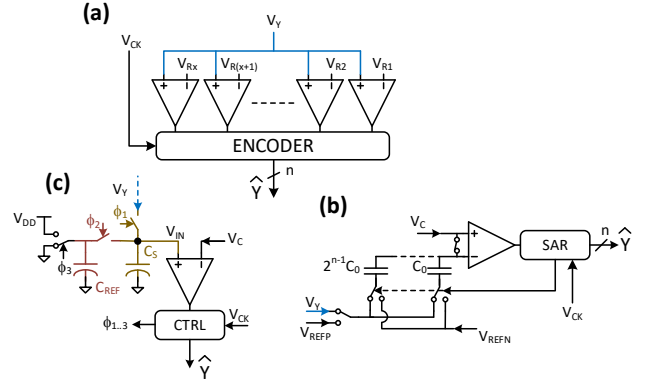 (a)
V_Y
V_CK
V_Rx
V_R(x+1)
V_R2
V_R1
+ − + − + − + −
ENCODER
n
Ŷ
(c)
V_Y
V_DD
ϕ_2
ϕ_1
V_IN
V_C
ϕ_3
C_S
C_REF
+ −
ϕ_1..3
CTRL
V_CK
Ŷ
(b)
V_C
+
−
SAR
n
Ŷ
2^{n-1}C_0
C_0
V_CK
V_Y
V_REFP
V_REFN